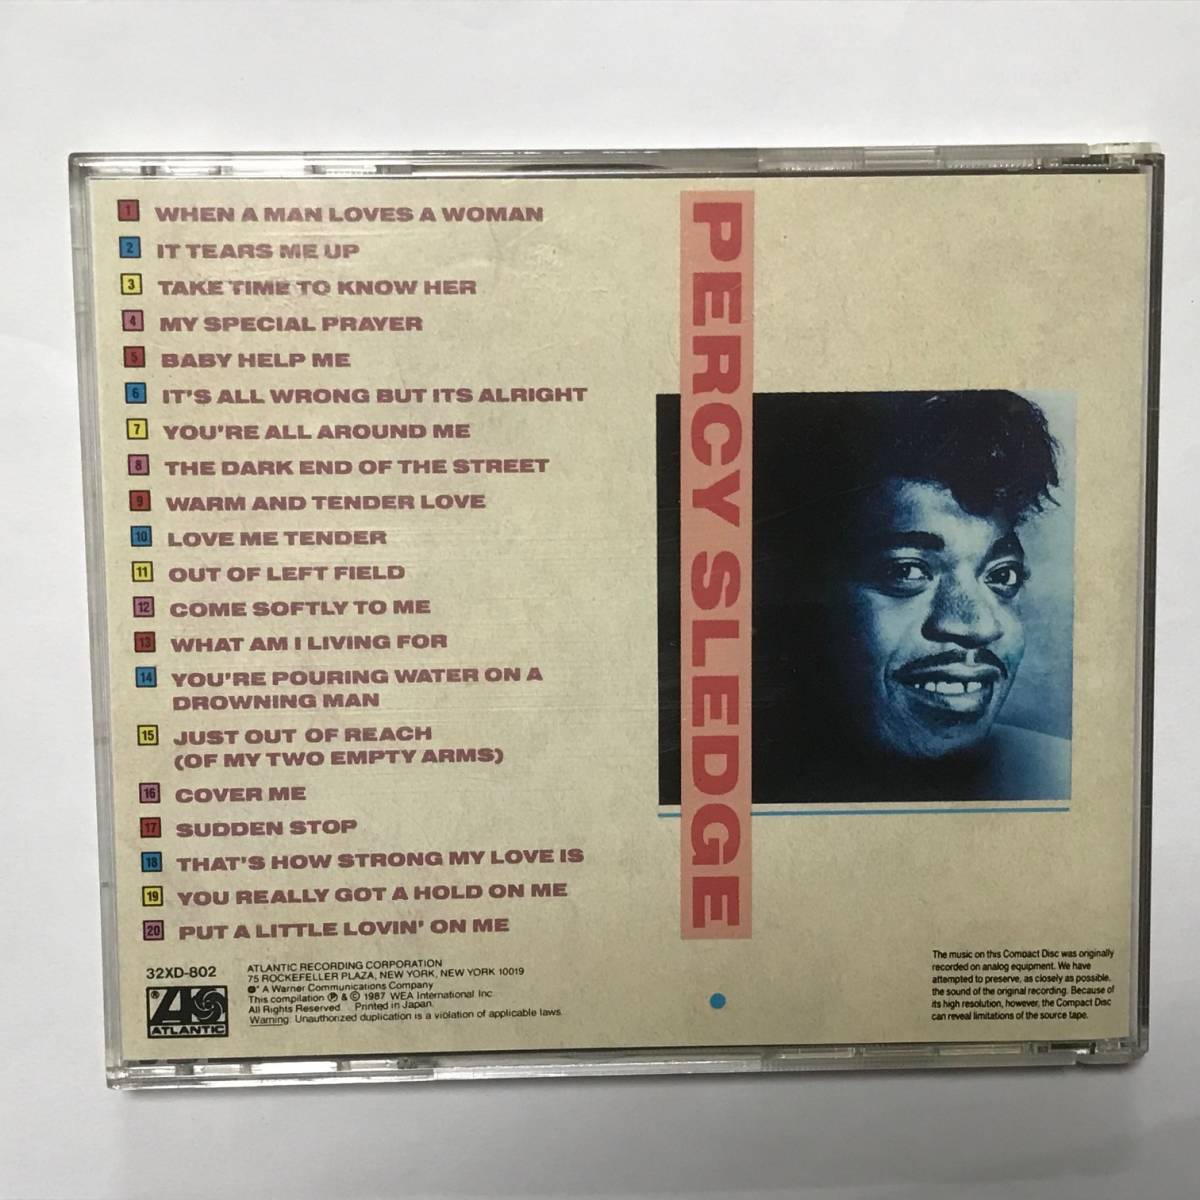 1 WHEN A MAN LOVES A WOMAN
2 IT TEARS ME UP
3 TAKE TIME TO KNOW HER
4 MY SPECIAL PRAYER
5 BABY HELP ME
6 IT'S ALL WRONG BUT ITS ALRIGHT
7 YOU'RE ALL AROUND ME
8 THE DARK END OF THE STREET
9 WARM AND TENDER LOVE
10 LOVE ME TENDER
11 OUT OF LEFT FIELD
12 COME SOFTLY TO ME
13 WHAT AM I LIVING FOR
14 YOU'RE POURING WATER ON A
DROWNING MAN
15 JUST OUT OF REACH
(OF MY TWO EMPTY ARMS)
16 COVER ME
17 SUDDEN STOP
18 THAT'S HOW STRONG MY LOVE IS
19 YOU REALLY GOT A HOLD ON ME
20 PUT A LITTLE LOVIN' ON ME
PERCY SLEDGE
32XD-802
ATLANTIC
ATLANTIC RECORDING CORPORATION
75 ROCKEFELLER PLAZA, NEW YORK, NEW YORK 10019
A Warner Communications Company
This compilation ℗ & © 1987 WEA International Inc.
All Rights Reserved. Printed in Japan.
Warning: Unauthorized duplication is a violation of applicable laws.
The music on this Compact Disc was originally
recorded on analog equipment. We have
attempted to preserve, as closely as possible,
the sound of the original recording. Because of
its high resolution, however, the Compact Disc
can reveal limitations of the source tape.